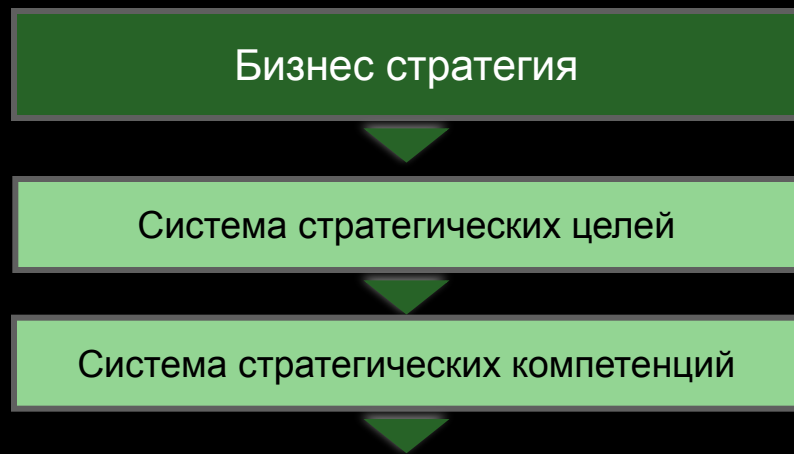 Бизнес стратегия
Система стратегических целей
Система стратегических компетенций